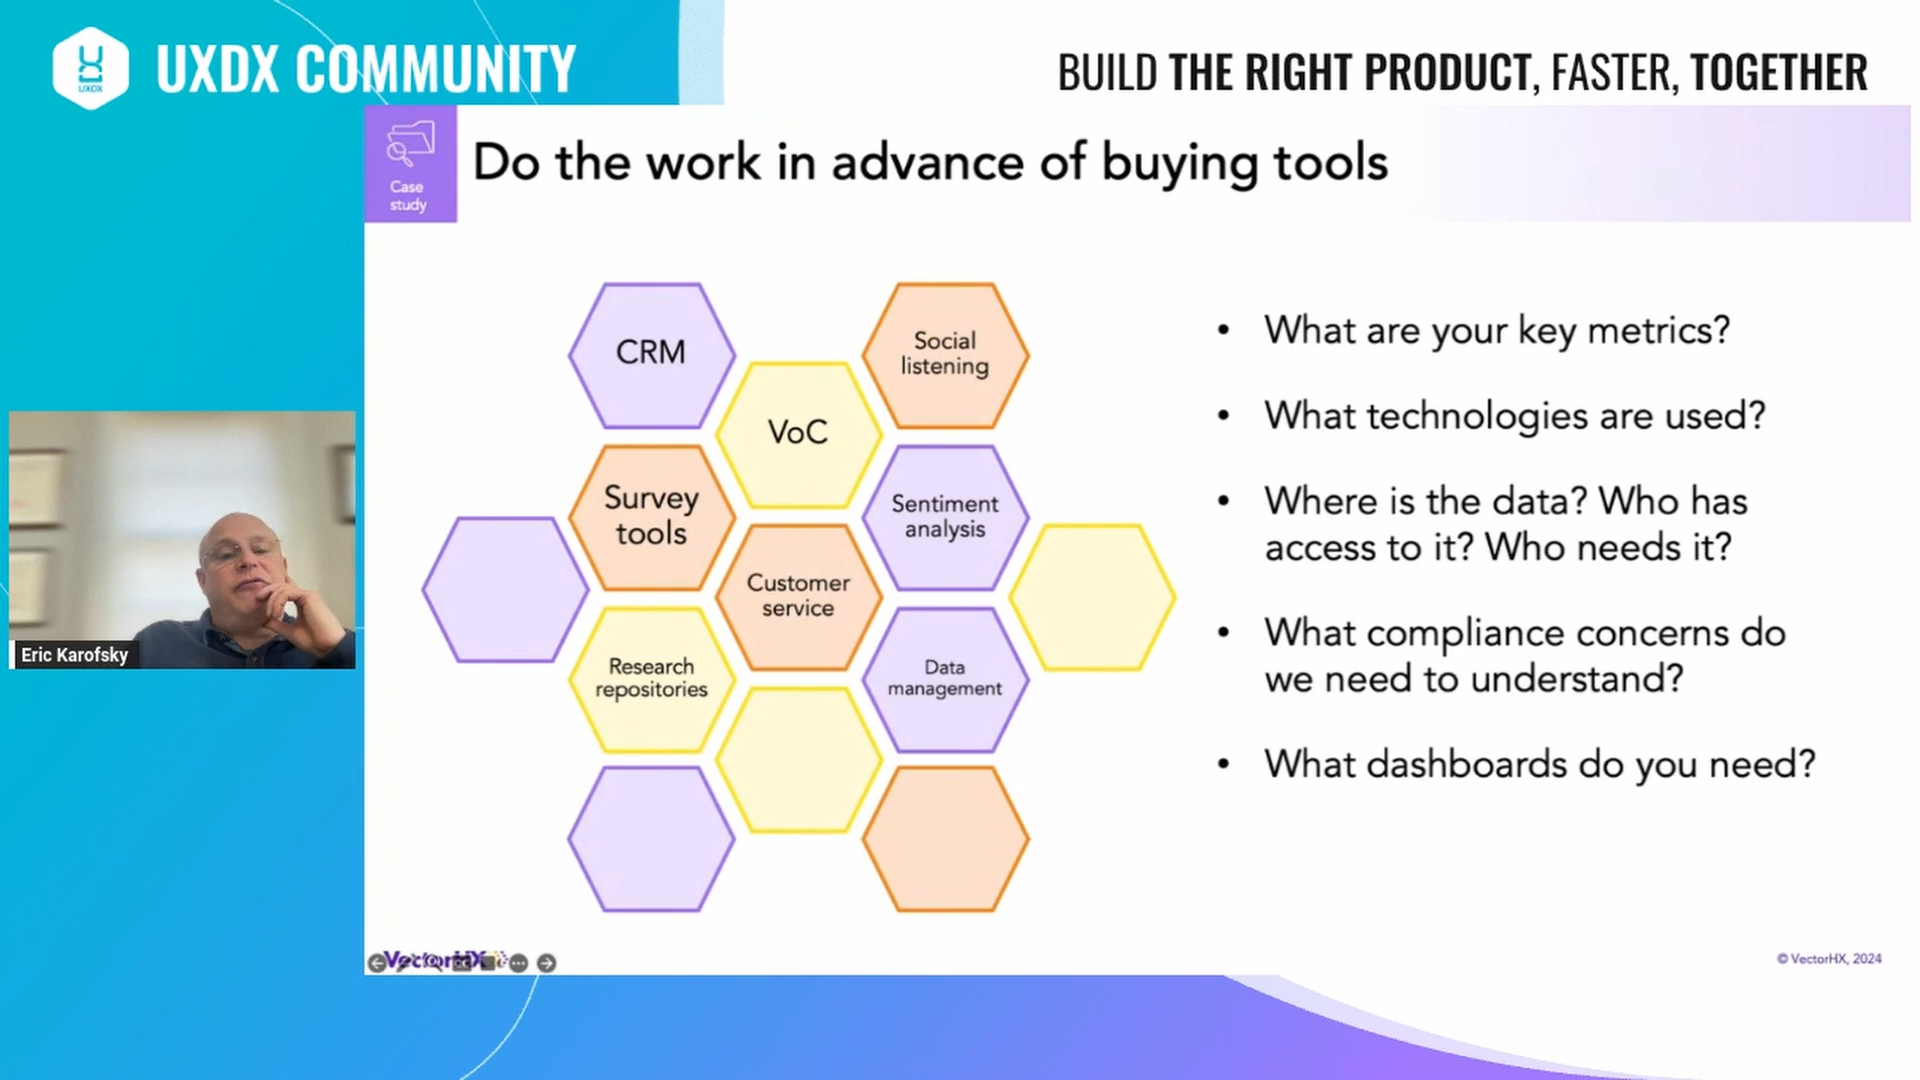 UXDX
UXDX COMMUNITY
BUILD THE RIGHT PRODUCT, FASTER, TOGETHER
Case
study
Do the work in advance of buying tools
CRM
Social
listening
VoC
Survey
tools
Sentiment
analysis
Customer
service
Research
repositories
Data
management
• What are your key metrics?
• What technologies are used?
• Where is the data? Who has
access to it? Who needs it?
• What compliance concerns do
we need to understand?
• What dashboards do you need?
Eric Karofsky
VectorHX
© VectorHX, 2024